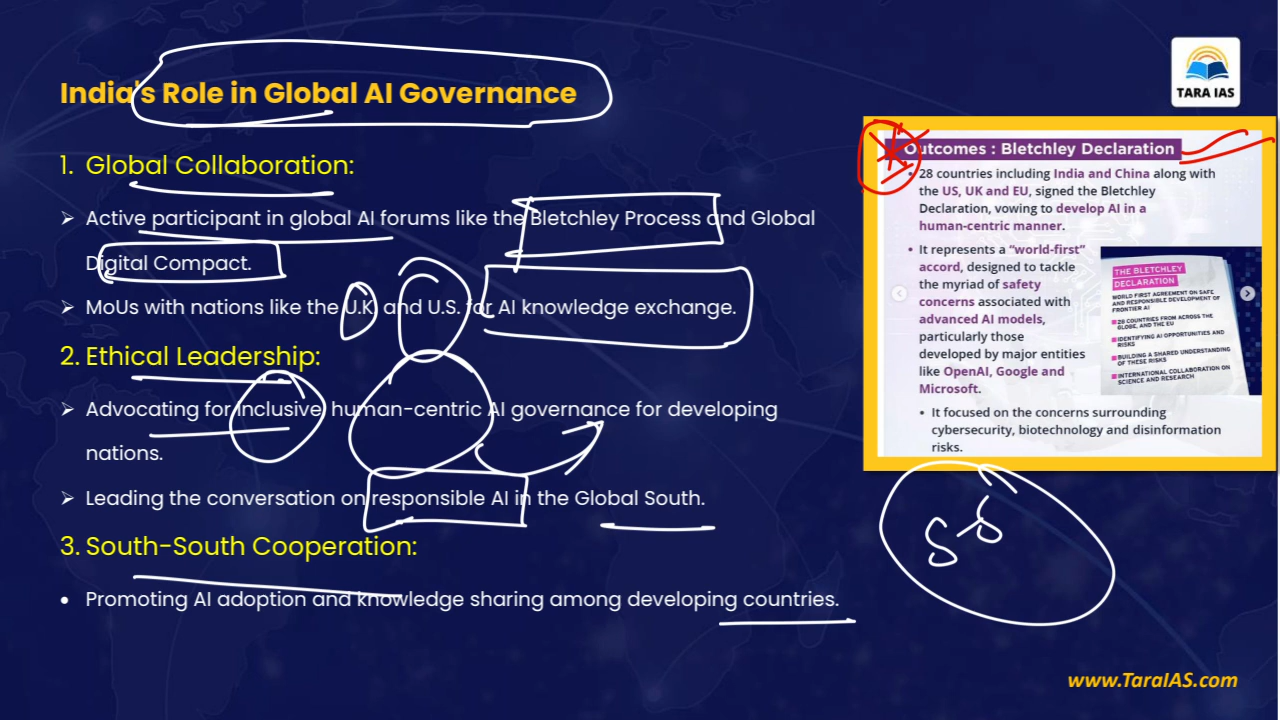 India's Role in Global AI Governance
TARA IAS
1. Global Collaboration:
➢ Active participant in global AI forums like the Bletchley Process and Global
Digital Compact.
➢ MoUs with nations like the U.K. and U.S. for AI knowledge exchange.
2. Ethical Leadership:
➢ Advocating for inclusive, human-centric AI governance for developing
nations.
➢ Leading the conversation on responsible AI in the Global South.
3. South-South Cooperation:
• Promoting AI adoption and knowledge sharing among developing countries.
Outcomes : Bletchley Declaration
• 28 countries including India and China along with
the US, UK and EU, signed the Bletchley
Declaration, vowing to develop AI in a
human-centric manner.
• It represents a “world-first”
accord, designed to tackle
the myriad of safety
concerns associated with
advanced AI models,
particularly those
developed by major entities
like OpenAI, Google and
Microsoft.
THE BLETCHLEY
DECLARATION
WORLD FIRST AGREEMENT ON SAFE
AND RESPONSIBLE DEVELOPMENT OF
FRONTIER AI
28 COUNTRIES FROM ACROSS THE
GLOBE, AND THE EU
IDENTIFYING AI OPPORTUNITIES AND
RISKS
BUILDING A SHARED UNDERSTANDING
OF THESE RISKS
INTERNATIONAL COLLABORATION ON
SCIENCE AND RESEARCH
• It focused on the concerns surrounding
cybersecurity, biotechnology and disinformation
risks.
S-S
www.TaraIAS.com